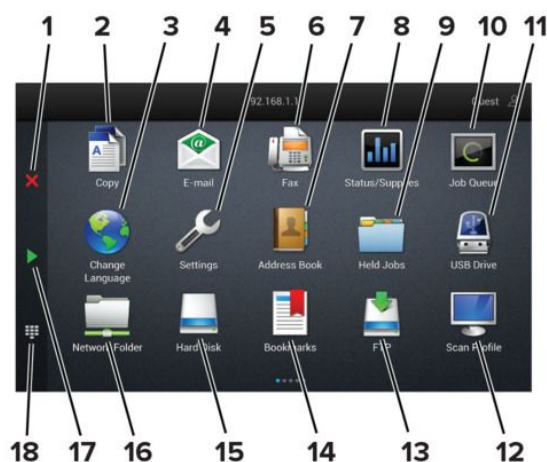 1 2 3 4 5 6 7 8 9 10 11
92.168.1.1 Guest
Copy E-mail Fax Status/Supplies Job Queue
Change
Language Settings Address Book Held Jobs USB Drive
Network Folder Hard Disk Bookmarks FTP Scan Profile
18 17 16 15 14 13 12